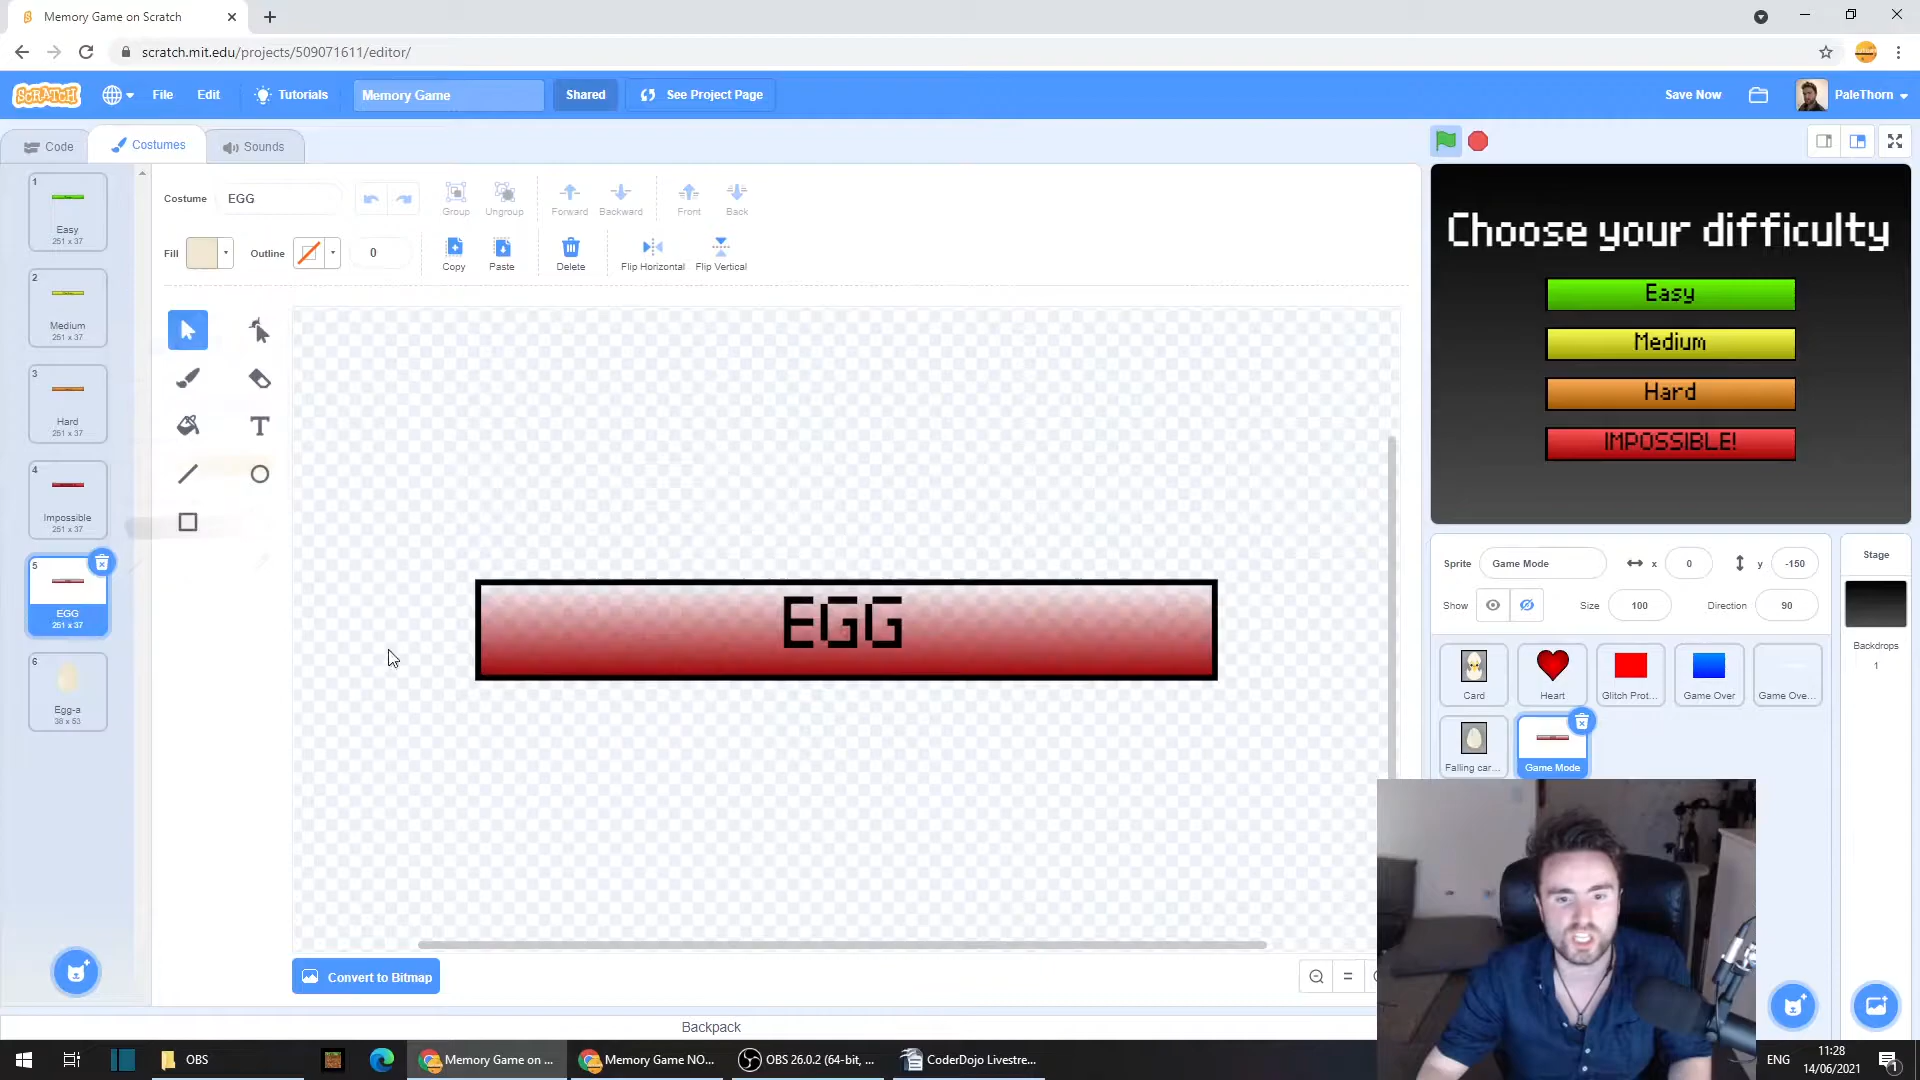 Memory Game on Scratch
scratch.mit.edu/projects/509071611/editor/
SCRATCH
File
Edit
Tutorials
Memory Game
Shared
See Project Page
Save Now
PaleThorn
Code
Costumes
Sounds
1
Easy
251 x 37
2
Medium
251 x 37
3
Hard
251 x 37
4
Impossible
251 x 37
5
EGG
251 x 37
6
Egg-a
38 x 53
Costume
EGG
Group
Ungroup
Forward
Backward
Front
Back
Fill
Outline
0
Copy
Paste
Delete
Flip Horizontal
Flip Vertical
EGG
Convert to Bitmap
Backpack
Choose your difficulty
Easy
Medium
Hard
IMPOSSIBLE!
Sprite
Game Mode
x
0
y
-150
Show
Size
100
Direction
90
Stage
Backdrops
1
Card
Heart
Glitch Prot...
Game Over
Game Ove...
Falling car...
Game Mode
OBS
Memory Game on ...
Memory Game NO...
OBS 26.0.2 (64-bit, ...
CoderDojo Livestre...
ENG
11:28
14/06/2021
1